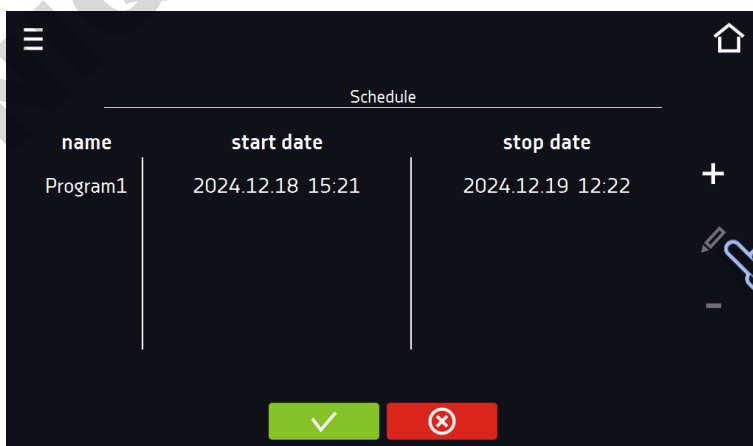 Schedule
name start date stop date
Program1 2024.12.18 15:21 2024.12.19 12:22